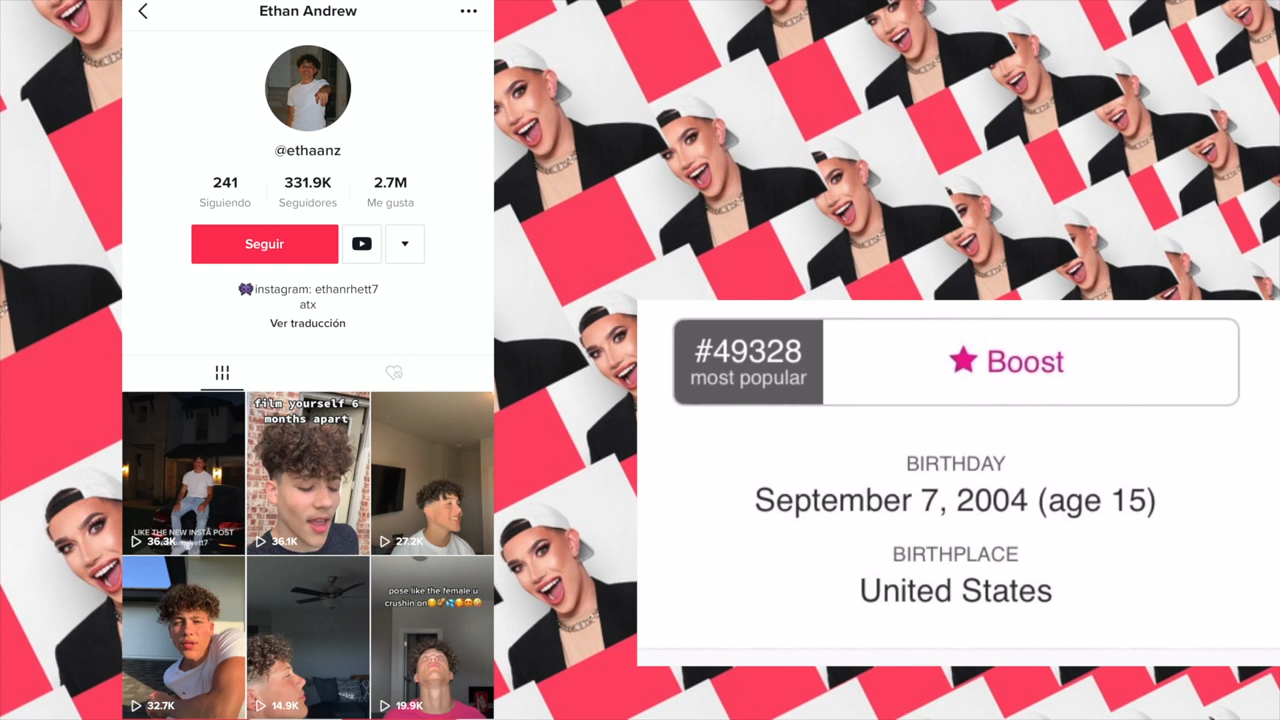 Ethan Andrew
@ethaanz
241
331.9K
2.7M
Siguiendo
Seguidores
Me gusta
Seguir
instagram: ethanrhett7
atx
Ver traducción
film yourself 6
months apart
LIKE THE NEW INSTA POST
36.3K
36.1K
27.2K
pose like the female u
crushin on
32.7K
14.9K
19.9K
#49328
most popular
Boost
BIRTHDAY
September 7, 2004 (age 15)
BIRTHPLACE
United States